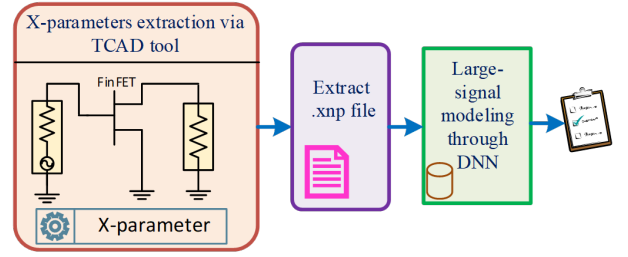 X-parameters extraction via
TCAD tool
FinFET
X-parameter
Extract
.xnp file
Large-
signal
modeling
through
DNN